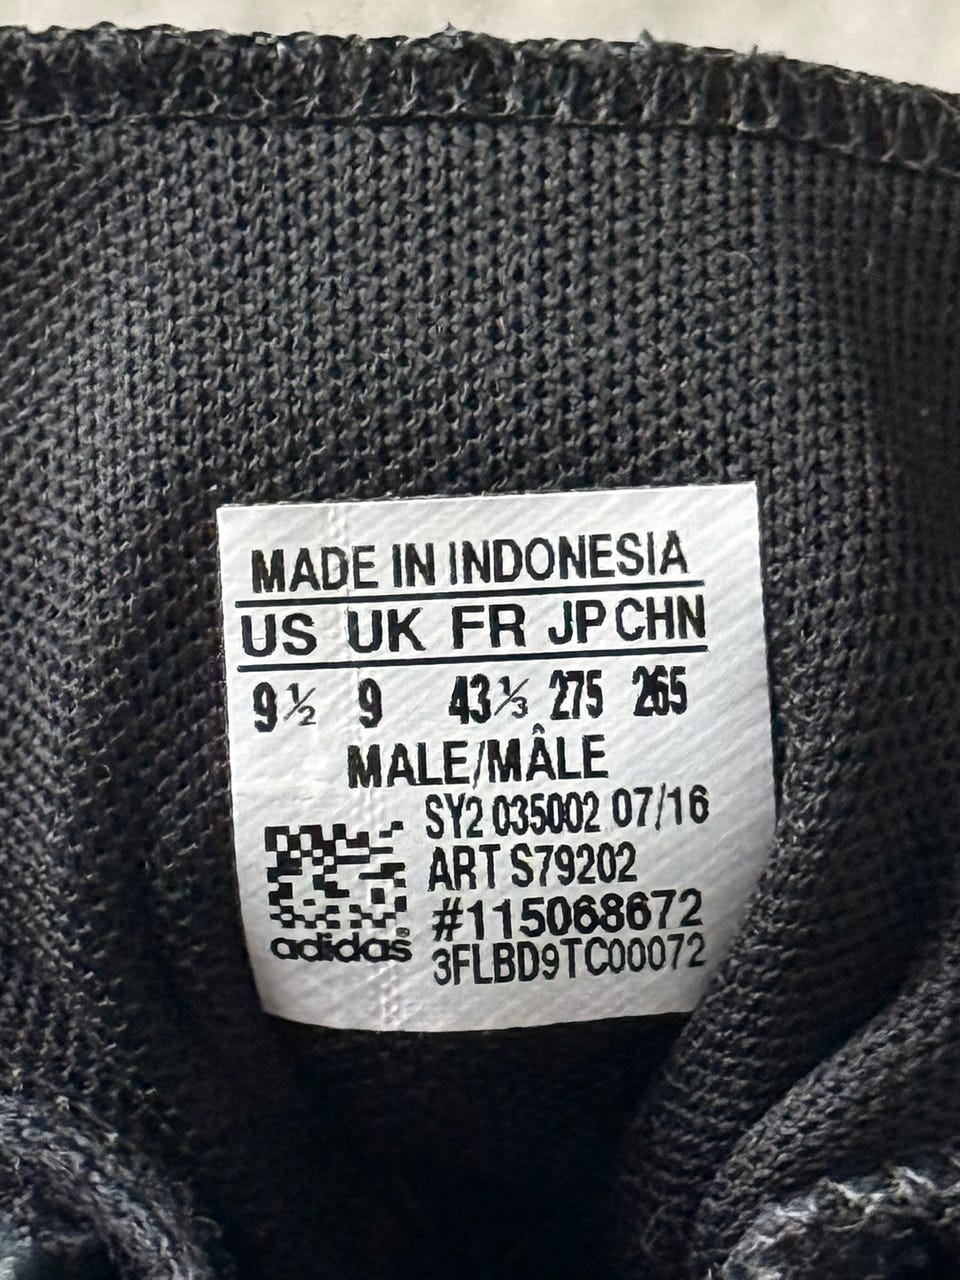 MADE IN INDONESIA
US UK FR JP CHN
9½ 9 43⅓ 275 265
MALE/MÂLE
SY2 035002 07/16
ART S79202
#115068672
adidas®
3FLBD9TC00072